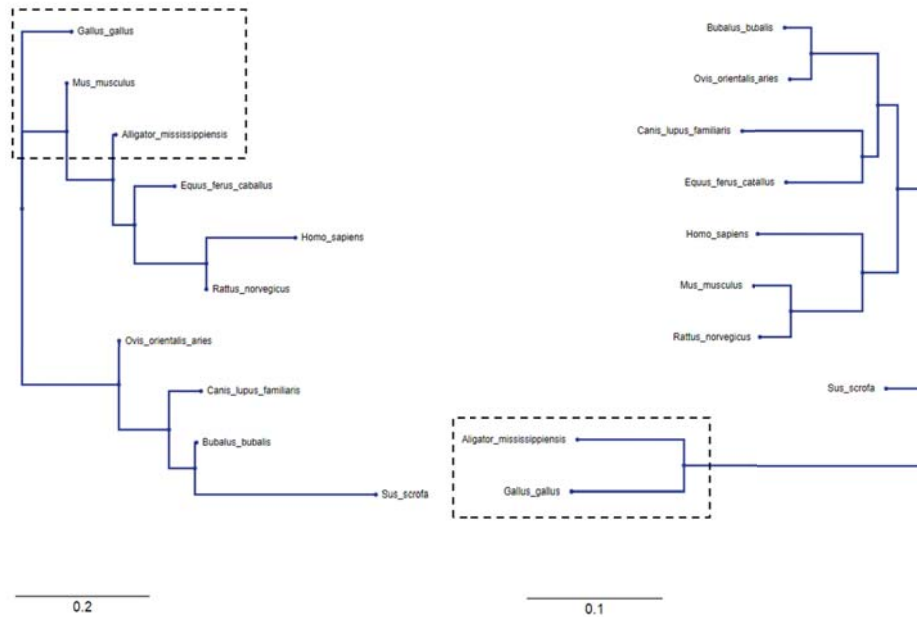 Gallus_gallus
Mus_musculus
Alligator_mississippiensis
Equus_ferus_caballus
Homo_sapiens
Rattus_norvegicus
Ovis_orientalis_aries
Canis_lupus_familiaris
Bubalus_bubalis
Sus_scrofa
0.2
Bubalus_bubalis
Ovis_orientalis_aries
Canis_lupus_familiaris
Equus_ferus_caballus
Homo_sapiens
Mus_musculus
Rattus_norvegicus
Sus_scrofa
Aligator_mississippiensis
Gallus_gallus
0.1